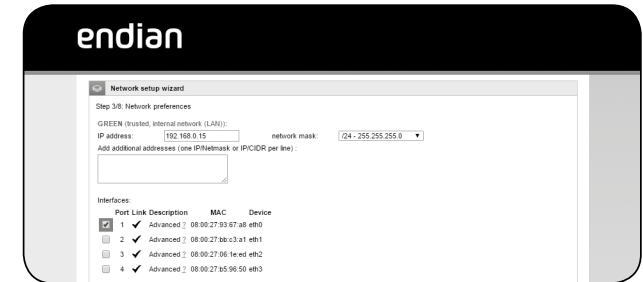 endian
Network setup wizard
Step 3/8: Network preferences
GREEN (trusted, internal network (LAN)):
IP address: 192.168.0.15 network mask: /24 - 255.255.255.0
Add additional addresses (one IP/Netmask or IP/CIDR per line) :
Interfaces:
Port Link Description MAC Device
1 Advanced ? 08:00:27:93:67:a8 eth0
2 Advanced ? 08:00:27:bb:c3:a1 eth1
3 Advanced ? 08:00:27:06:1e:ed eth2
4 Advanced ? 08:00:27:b5:96:50 eth3